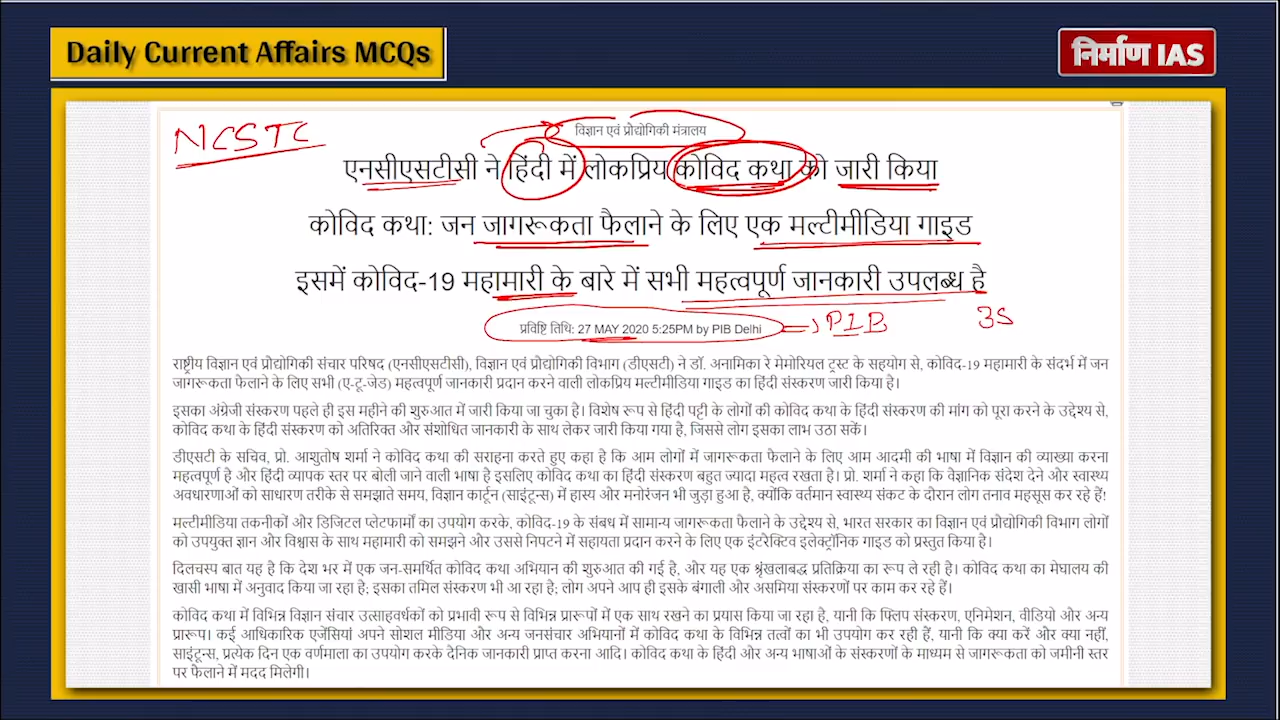 Daily Current Affairs MCQs
निर्माण IAS
NCSTC
विज्ञान एवं प्रौद्योगिकी मंत्रालय
एनसीएसटीसी ने हिंदी में लोकप्रिय कोविद कथा को जारी किया
कोविद कथा: जन जागरूकता फैलाने के लिए एक मल्टीमीडिया गाइड
इसमें कोविद-19 महामारी के बारे में सभी महत्वपूर्ण जानकारी उपलब्ध है
प्रविष्टि तिथि: 27 MAY 2020 5:25PM by PIB Delhi
PIB
राष्ट्रीय विज्ञान एवं प्रौद्योगिकी संचार परिषद (एनसीएसटीसी), विज्ञान एवं प्रौद्योगिकी विभाग (डीएसटी) ने डॉ. अनामिका रे मेमोरियल ट्रस्ट के सहयोग से, कोविद-19 महामारी के संदर्भ में जन
जागरूकता फैलाने के लिए सभी (ए-टू-जेड) महत्वपूर्ण जानकारी प्रदान करने वाली लोकप्रिय मल्टीमीडिया गाइड का हिंदी संस्करण जारी किया है।
इसका अंग्रेजी संस्करण पहले ही इस महीने की शुरुआत में जारी किया जा चुका है। विशेष रूप से हिंदी पट्टी के लोगों की कोविद कथा के हिंदी संस्करण की मांग को पूरा करने के उद्देश्य से,
कोविद कथा के हिंदी संस्करण को अतिरिक्त और संशोधित जानकारी के साथ लेकर जारी किया गया है, जिससे लोग इसका लाभ उठा सकें।
डीएसटी के सचिव, प्रो. आशुतोष शर्मा ने कोविद कथा की सराहना करते हुए कहा है कि आम लोगों में जागरूकता फैलाने के लिए, आम आदमी की भाषा में विज्ञान की व्याख्या करना
महत्वपूर्ण है और हिंदी व्यापक स्तर पर बोली जाने वाली भाषा है इसलिए कोविद कथा का हिंदी संस्करण बहुत ज्यादा महत्व रखता है। प्रो. शर्मा ने कहा कि वैज्ञानिक संदेश देने और स्वास्थ्य
अवधारणाओं को साधारण तरीके से समझाते समय, विज्ञान कार्टून (साइंटून्स) में हास्य और मनोरंजन भी जुड़ा हुआ है, क्योंकि वर्तमान स्वास्थ्य संकट के दौरान लोग तनाव महसूस कर रहे हैं!
मल्टीमीडिया तकनीकों और डिजिटल प्लेटफार्मों का उपयोग करके, कोविद-19 के संबंध में सामान्य जागरूकता फैलाने के उद्देश्य से, भारत सरकार का विज्ञान एवं प्रौद्योगिकी विभाग लोगों
को उपयुक्त ज्ञान और विश्वास के साथ महामारी को समझने और उससे निपटने में सहायता प्रदान करने के लिए एक इंटरेक्टिव इलेक्ट्रॉनिक गाइड को प्रस्तुत किया है।
दिलचस्प बात यह है कि देश भर में एक जन-समर्थित कोविद कथा अभियान की शुरुआत की गई है, और यह एक श्रृंखलाबद्ध प्रतिक्रिया का रूप ले रही है। कोविद कथा का मेघालय की
खासी भाषा में अनुवाद किया जा रहा है; इसका तमिल संस्करण लाया जा रहा है; लोग अपने आप ही इसके बंगाली और असमिया संस्करणों पर काम कर रहे हैं।
कोविद कथा में विभिन्न विज्ञान संचार उत्साहवर्धकों को प्रभावी रूप से विभिन्न प्रारूपों में एक साथ रखने का प्रयास किया जा रहा है, यानी कि फ्लिप संस्करण, एनिमेशन, वीडियो और अन्य
प्रारूप। कई आधिकारिक एजेंसियां अपने सोशल मीडिया और अन्य जनसंचार अभियानों में कोविद कथा के विभिन्न अंशों का भी उपयोग कर रही हैं, यानी कि क्या करें और क्या नहीं,
साइंटून्स, प्रत्येक दिन एक वर्णमाला का उपयोग करके दैनिक जानकारी प्राप्त करना आदि। कोविद कथा के हिंदी और अन्य भाषाओं के संस्करणों के माध्यम से जागरूकता को जमीनी स्तर
पर फैलाने में मदद मिलेगी।